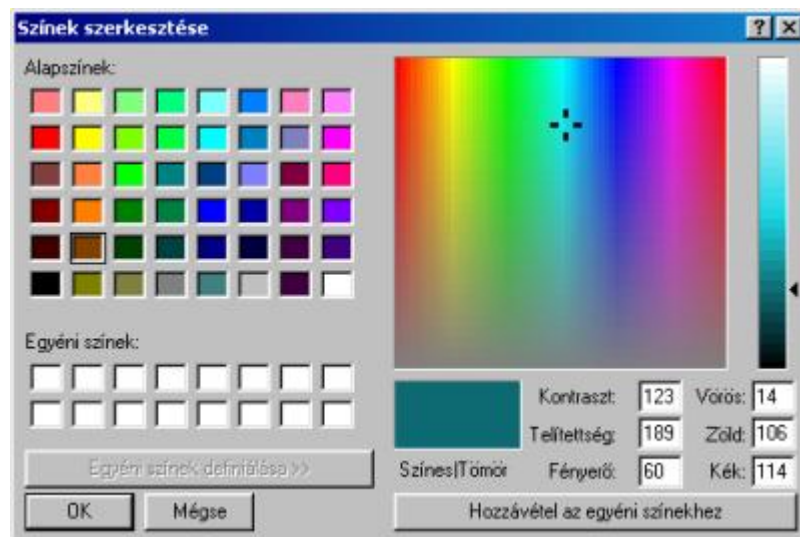 Színek szerkesztése
Alapszínek:
Egyéni színek:
Egyéni színek definiálása >>
OK
Mégse
Színes|Tömör
Kontraszt: 123
Telítettség: 189
Fényerő: 60
Vörös: 14
Zöld: 106
Kék: 114
Hozzávétel az egyéni színekhez